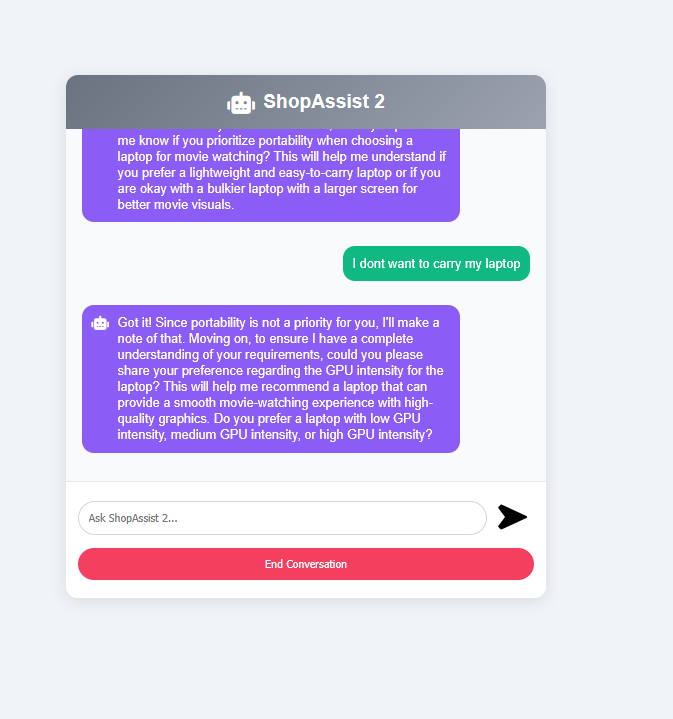 ShopAssist 2
me know if you prioritize portability when choosing a
laptop for movie watching? This will help me understand if
you prefer a lightweight and easy-to-carry laptop or if you
are okay with a bulkier laptop with a larger screen for
better movie visuals.
I dont want to carry my laptop
Got it! Since portability is not a priority for you, I'll make a
note of that. Moving on, to ensure I have a complete
understanding of your requirements, could you please
share your preference regarding the GPU intensity for the
laptop? This will help me recommend a laptop that can
provide a smooth movie-watching experience with high-
quality graphics. Do you prefer a laptop with low GPU
intensity, medium GPU intensity, or high GPU intensity?
Ask ShopAssist 2...
End Conversation